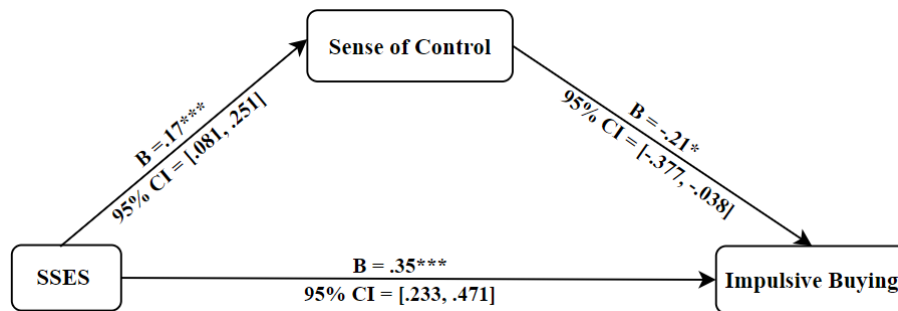 Sense of Control
B =.17***
95% CI = [.081, .251]
B = -.21*
95% CI = [-.377, -.038]
SSES
B = .35***
95% CI = [.233, .471]
Impulsive Buying